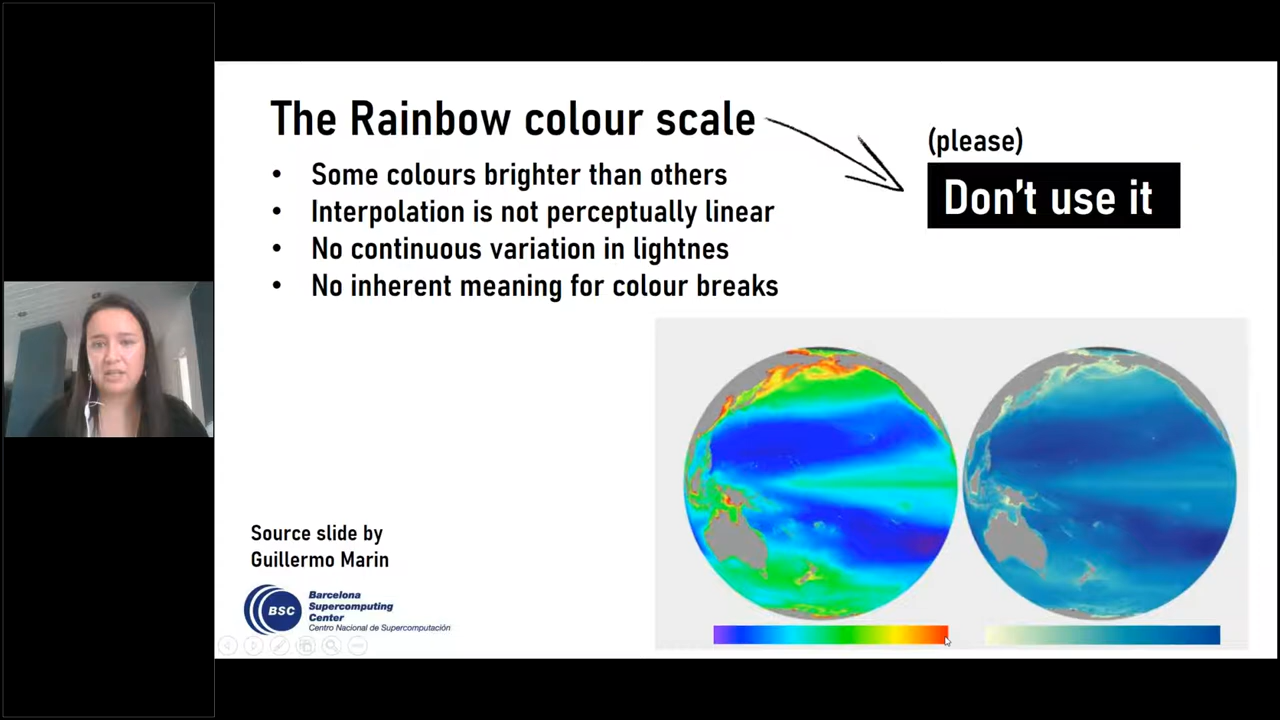 The Rainbow colour scale
• Some colours brighter than others
• Interpolation is not perceptually linear
• No continuous variation in lightnes
• No inherent meaning for colour breaks
(please)
Don't use it
Source slide by
Guillermo Marin
BSC
Barcelona
Supercomputing
Center
Centro Nacional de Supercomputación